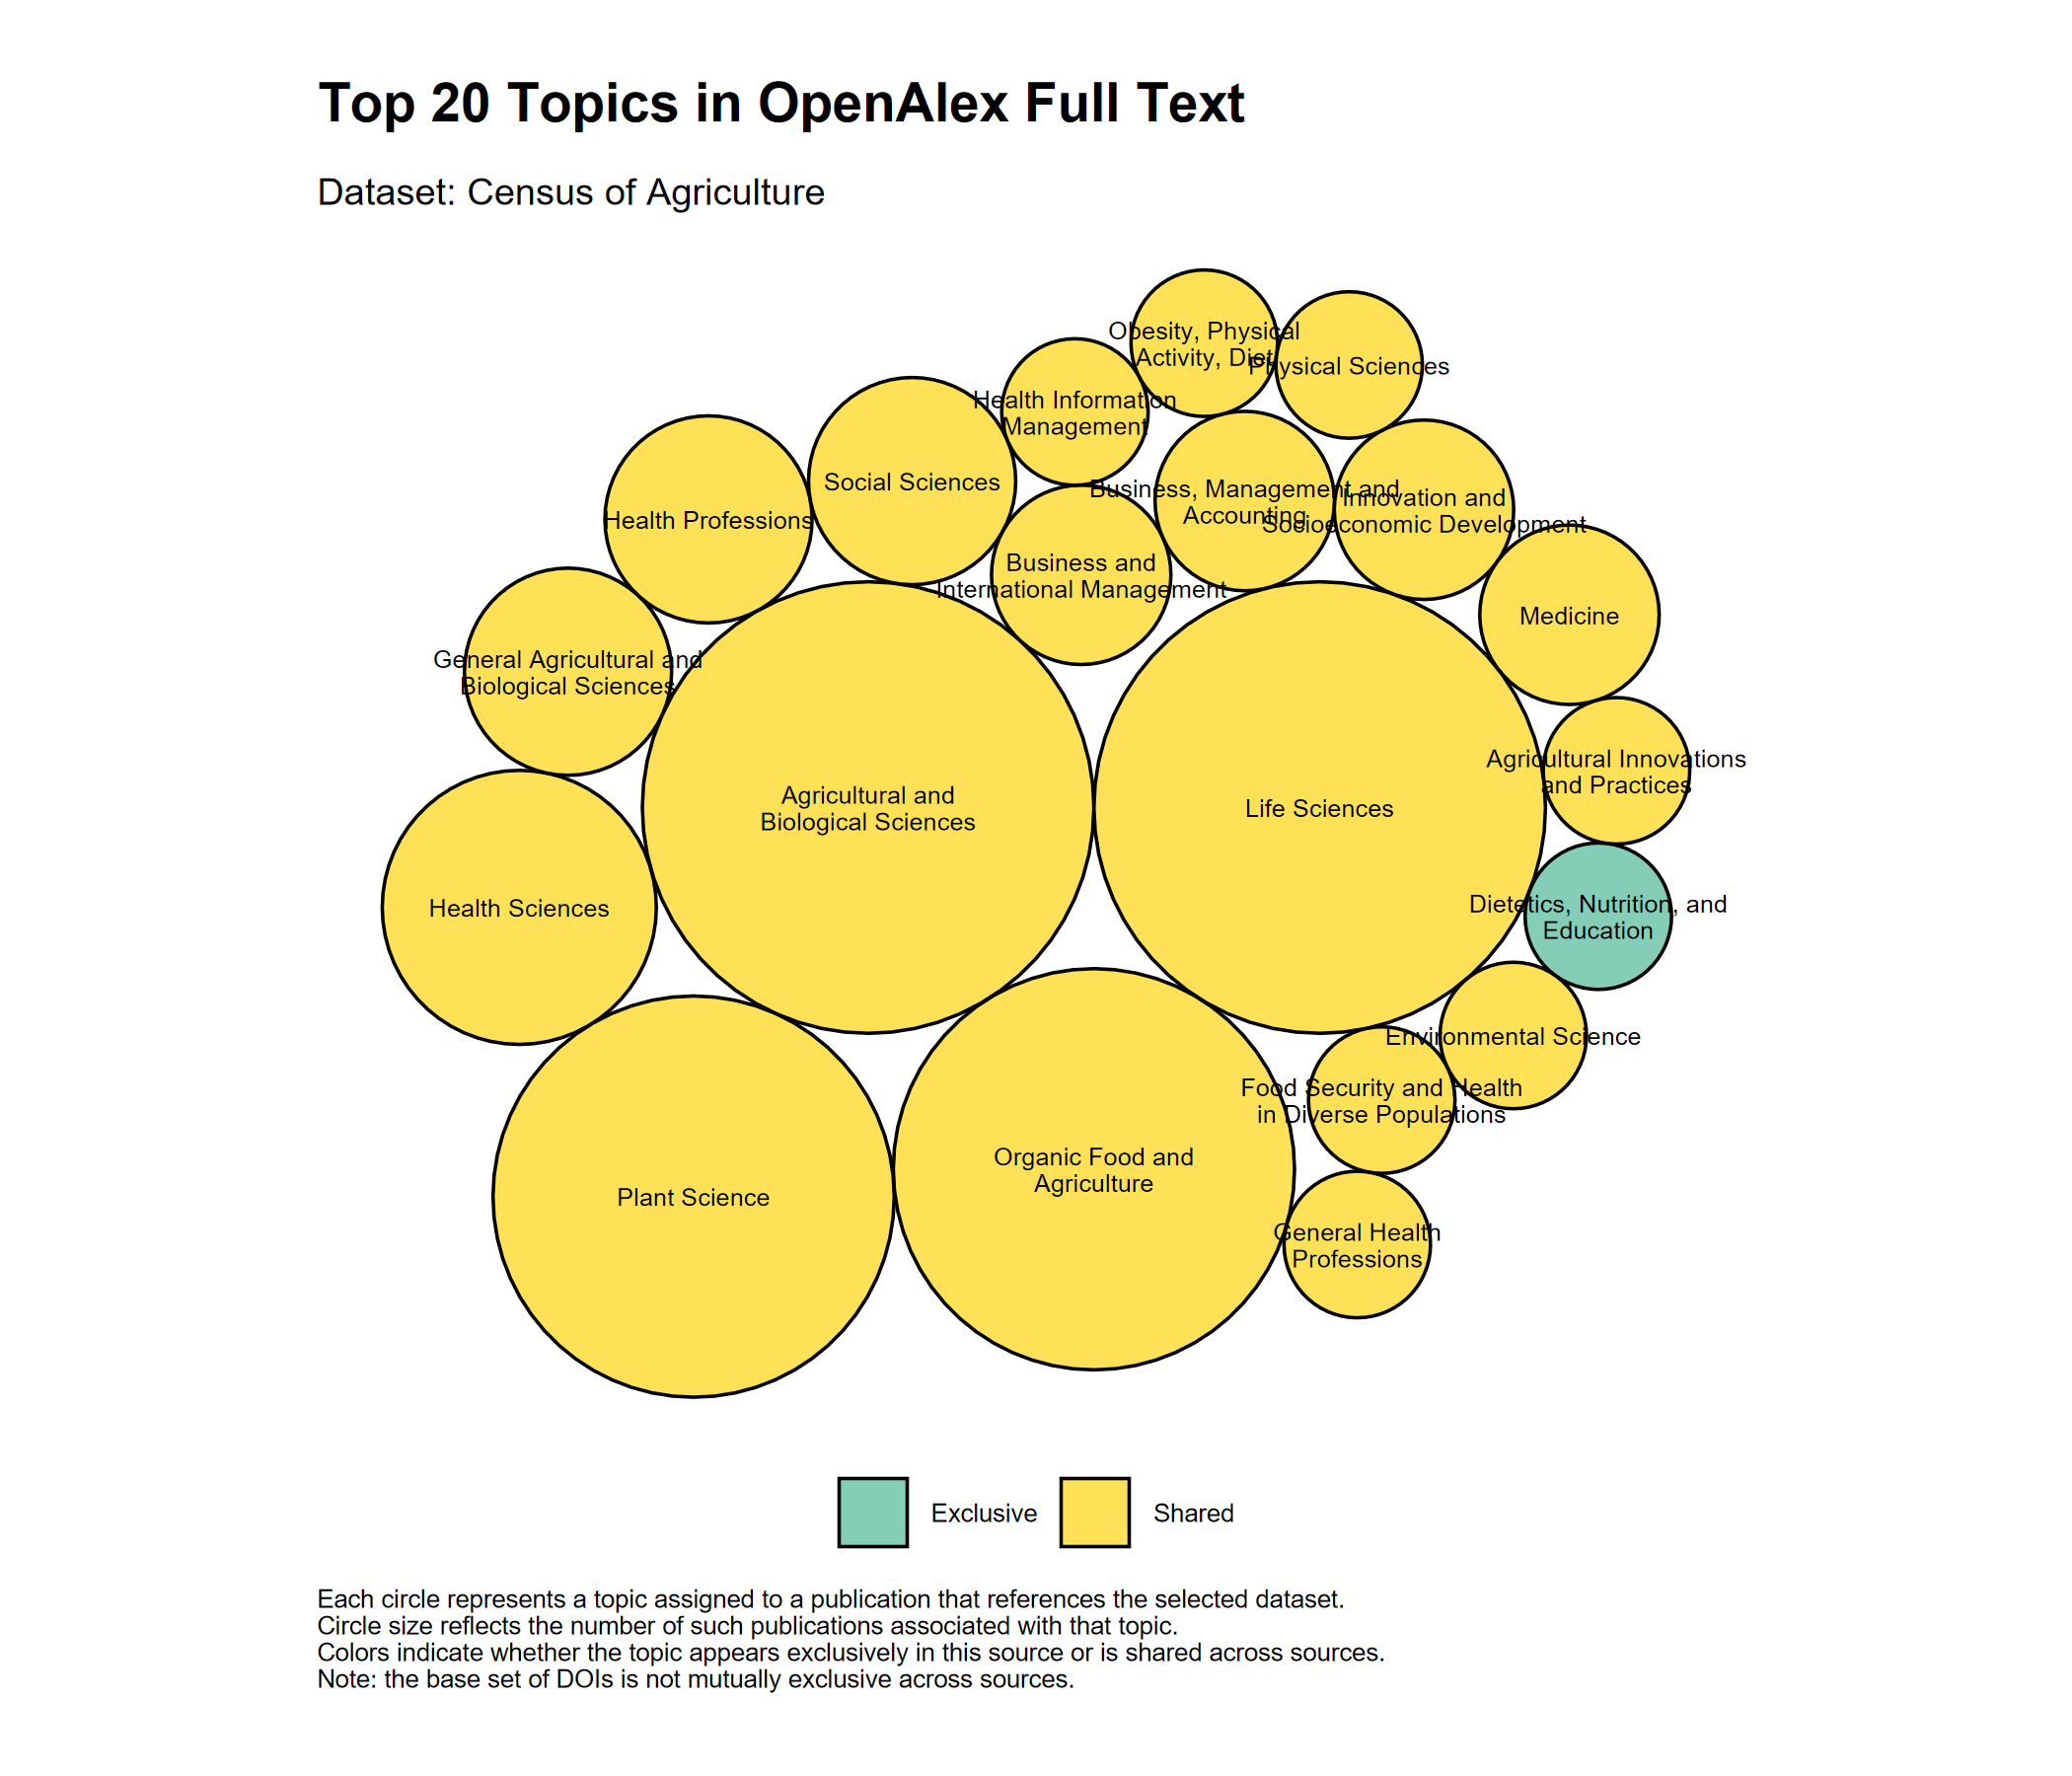 Top 20 Topics in OpenAlex Full Text
Dataset: Census of Agriculture
Obesity, Physical
Activity, Diet
Physical Sciences
Health Information
Management
Social Sciences
Business, Management and
Accounting
Innovation and
Socioeconomic Development
Health Professions
Business and
International Management
Medicine
General Agricultural and
Biological Sciences
Agricultural Innovations
and Practices
Agricultural and
Biological Sciences
Life Sciences
Health Sciences
Dietetics, Nutrition, and
Education
Environmental Science
Food Security and Health
in Diverse Populations
Organic Food and
Agriculture
Plant Science
General Health
Professions
Exclusive
Shared
Each circle represents a topic assigned to a publication that references the selected dataset.
Circle size reflects the number of such publications associated with that topic.
Colors indicate whether the topic appears exclusively in this source or is shared across sources.
Note: the base set of DOIs is not mutually exclusive across sources.